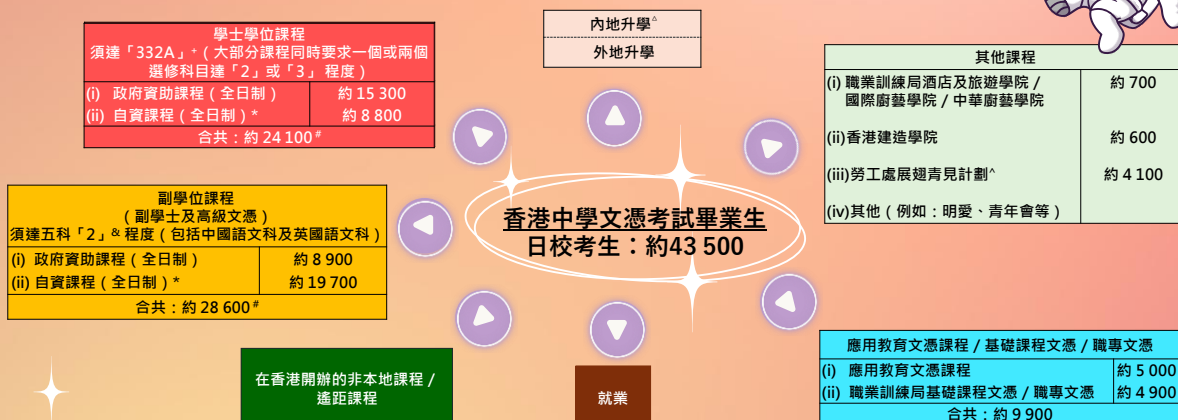 學士學位課程
須達「332A」+（大部分課程同時要求一個或兩個
選修科目達「2」或「3」 程度）
(i) 政府資助課程（全日制） 約 15 300
(ii) 自資課程（全日制）* 約 8 800
合共：約 24 100 #
內地升學△
外地升學
其他課程
(i) 職業訓練局酒店及旅遊學院 / 約 700
國際廚藝學院 / 中華廚藝學院
(ii)香港建造學院 約 600
(iii)勞工處展翅青見計劃^ 約 4 100
(iv)其他（例如：明愛、青年會等）
副學位課程
（副學士及高級文憑）
須達五科「2」& 程度（包括中國語文科及英國語文科）
(i) 政府資助課程（全日制） 約 8 900
(ii) 自資課程（全日制）* 約 19 700
合共：約 28 600 #
香港中學文憑考試畢業生
日校考生：約43 500
在香港開辦的非本地課程 /
遙距課程
就業
應用教育文憑課程 / 基礎課程文憑 / 職專文憑
(i) 應用教育文憑課程 約 5 000
(ii) 職業訓練局基礎課程文憑 / 職專文憑 約 4 900
合共：約 9 900